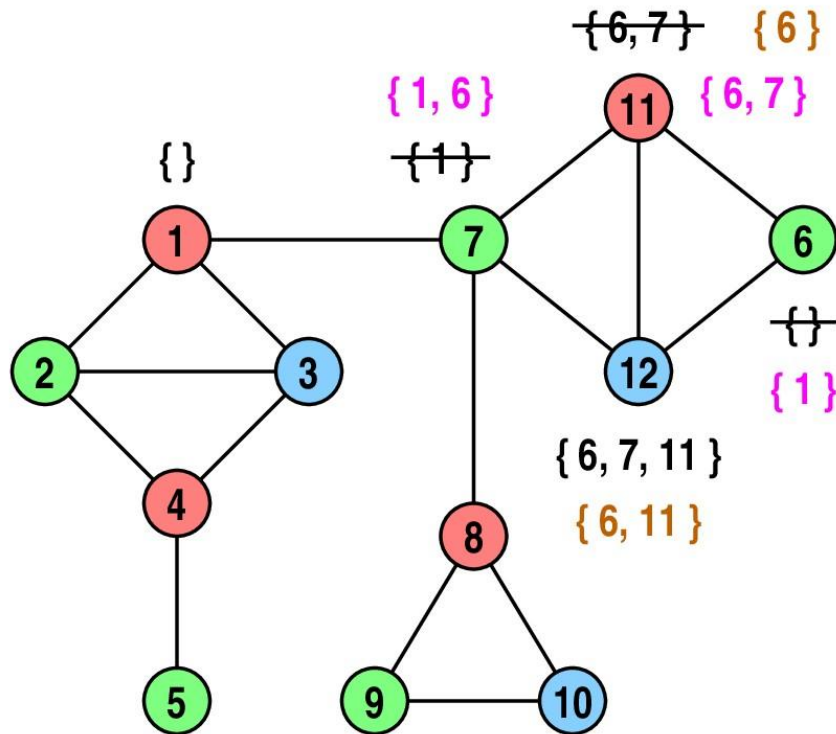 { 6, 7 } { 6 }
{ 1, 6 } 11 { 6, 7 }
{ } { 1 }
1 7 6
{ }
2 3 12 { 1 }
{ 6, 7, 11 }
4 8 { 6, 11 }
5 9 10